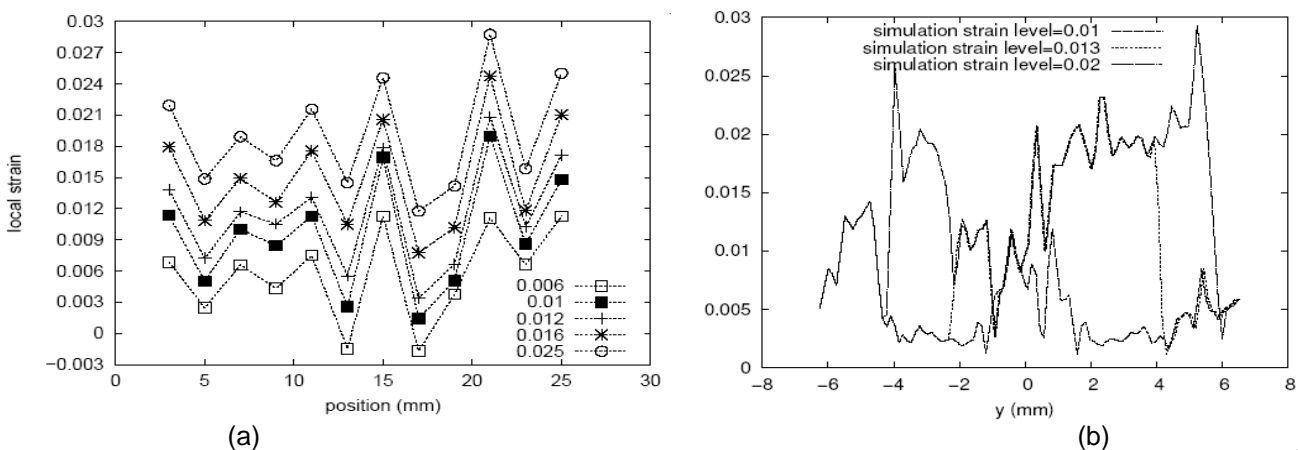 0.03
0.027
0.024
0.021
0.018
0.015
0.012
0.009
0.006
0.003
0
−0.003
local strain
0.006
0.01
0.012
0.016
0.025
0 5 10 15 20 25 30
position (mm)
(a)
0.03
0.025
0.02
0.015
0.01
0.005
0
simulation strain level=0.01
simulation strain level=0.013
simulation strain level=0.02
−8 −6 −4 −2 0 2 4 6 8
y (mm)
(b)